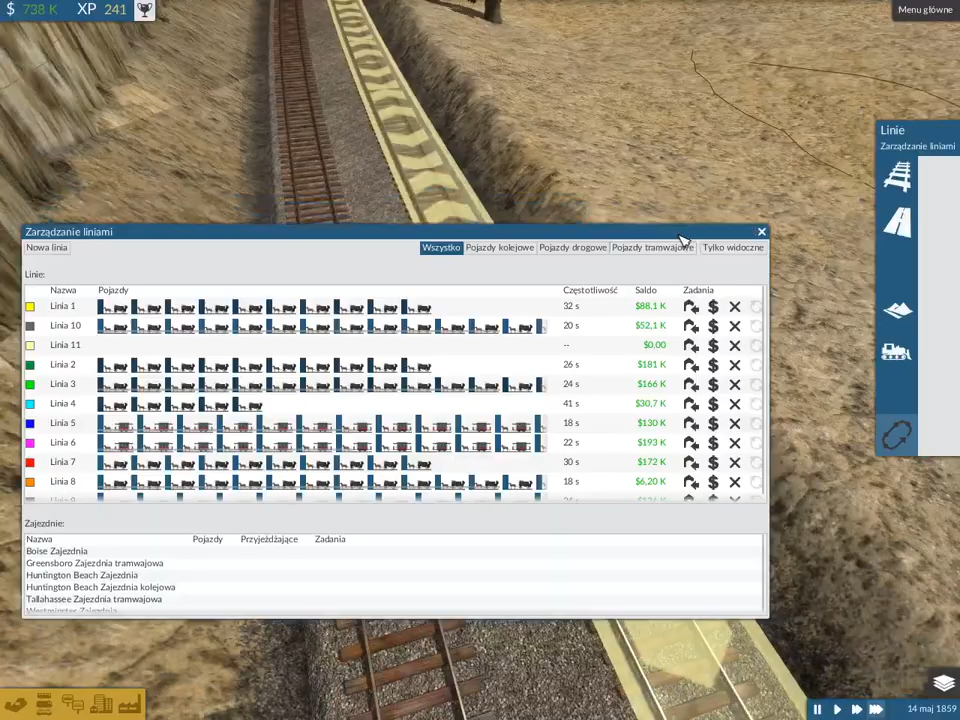 $ 738 K XP 241
Menu główne
Linie
Zarządzanie liniami
Zarządzanie liniami
Nowa linia Wszystko Pojazdy kolejowe Pojazdy drogowe Pojazdy tramwajowe Tylko widoczne
Linie:
Nazwa Pojazdy Częstotliwość Saldo Zadania
Linia 1 32 s $88,1 K
Linia 10 20 s $52,1 K
Linia 11 -- $0.00
Linia 2 26 s $181 K
Linia 3 24 s $166 K
Linia 4 41 s $30,7 K
Linia 5 18 s $130 K
Linia 6 22 s $193 K
Linia 7 30 s $172 K
Linia 8 18 s $6,20 K
Zajezdnie:
Nazwa Pojazdy Przyjeżdżające Zadania
Boise Zajezdnia
Greensboro Zajezdnia tramwajowa
Huntington Beach Zajezdnia
Huntington Beach Zajezdnia kolejowa
Tallahassee Zajezdnia tramwajowa
Westminster Zajezdnia
14 maj 1859